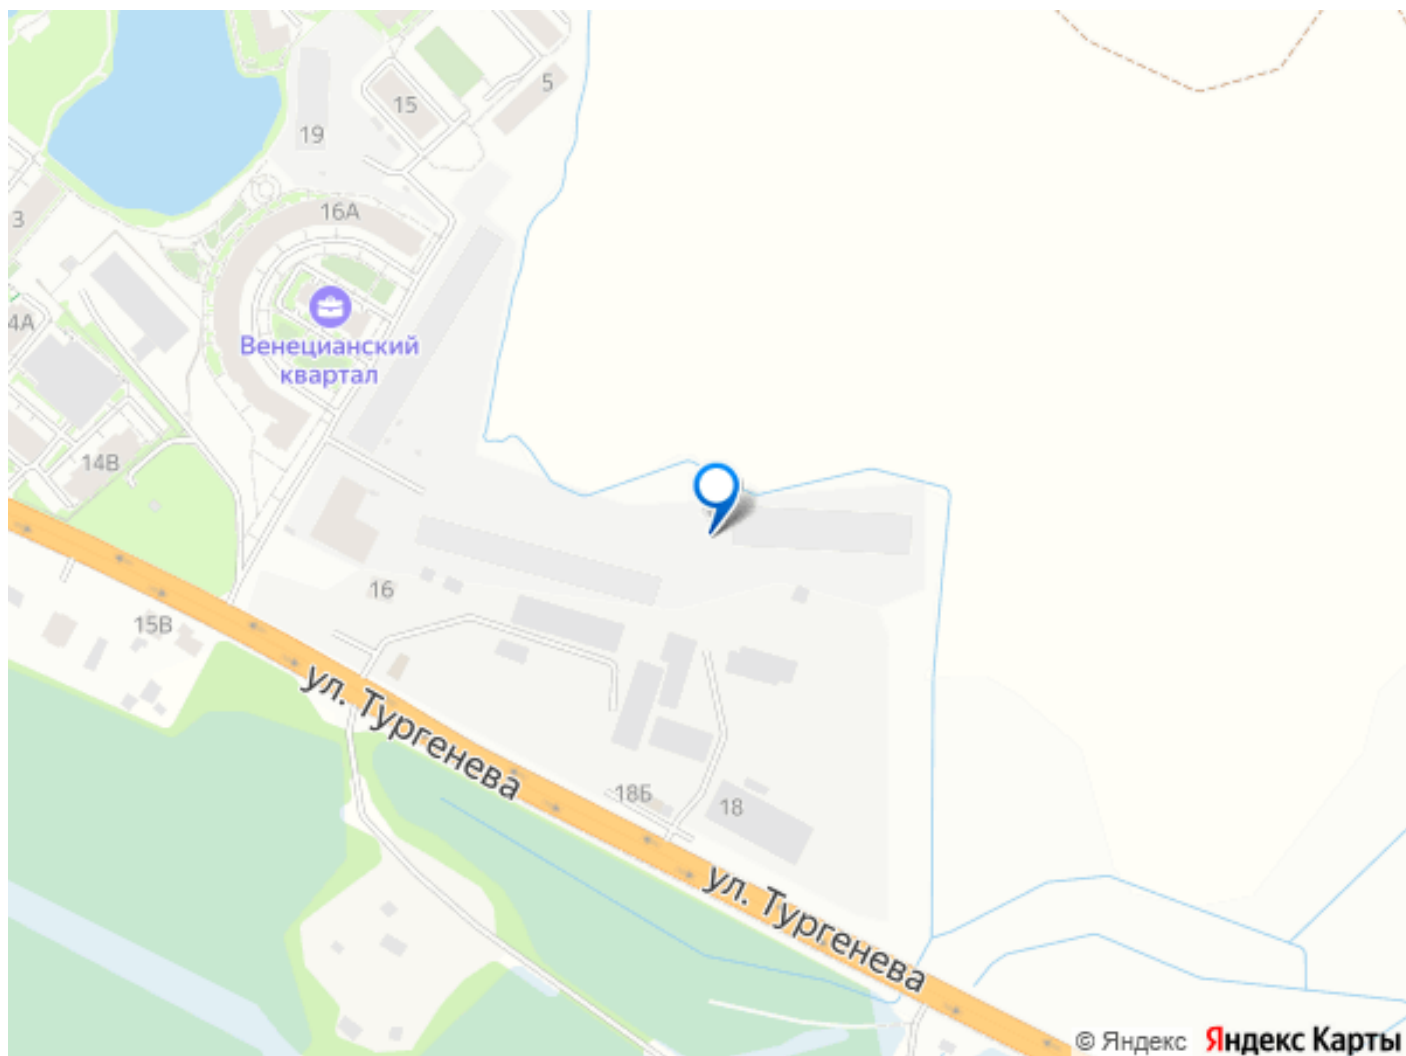 5
15
19
16А
3
4А
Венецианский
квартал
14В
16
15В
ул. Тургенева
18Б
18
ул. Тургенева
© Яндекс Яндекс Карты